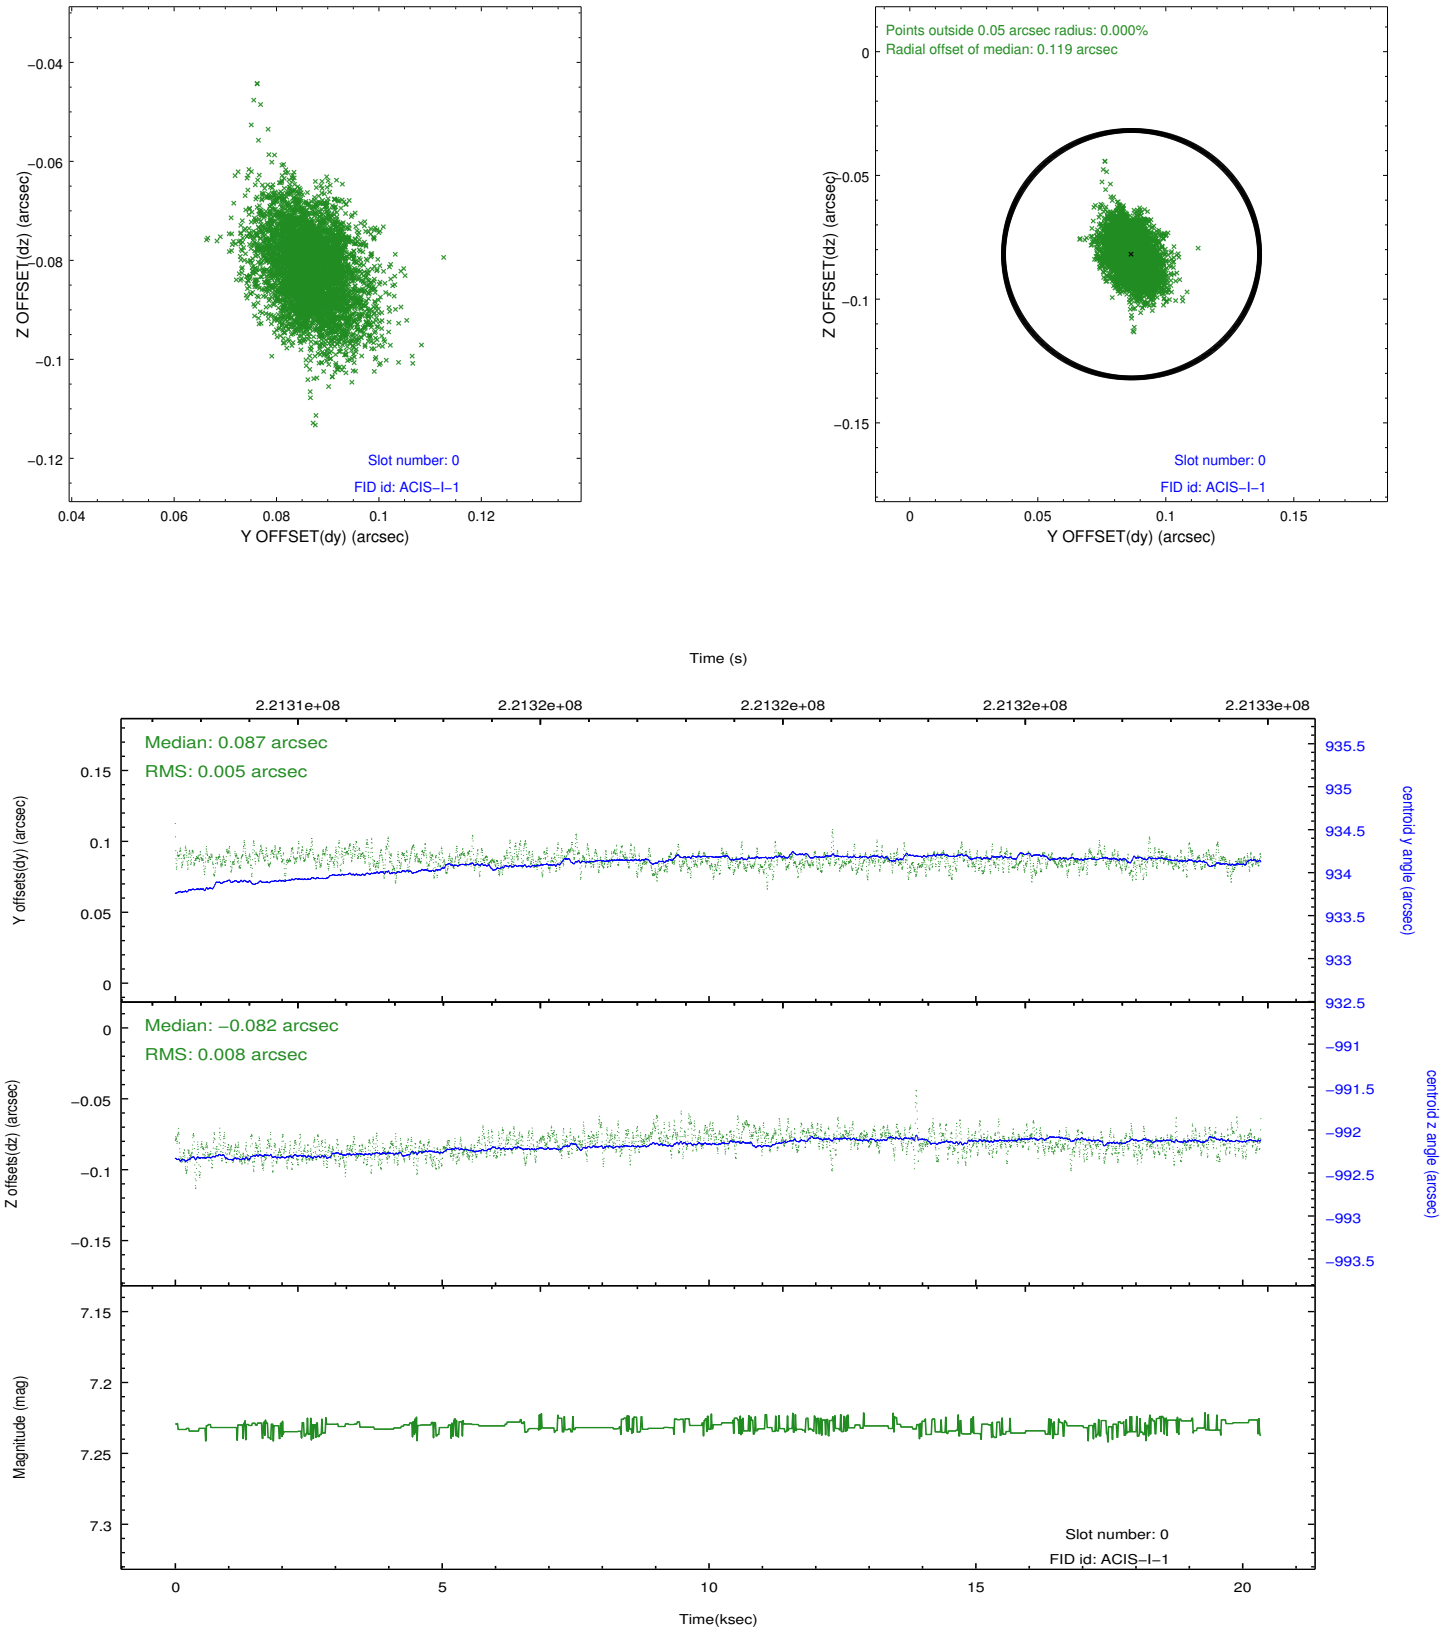 −0.04
−0.06
−0.08
−0.1
−0.12
Z OFFSET(dz) (arcsec)
Slot number: 0
FID id: ACIS−I−1
0.04 0.06 0.08 0.1 0.12
Y OFFSET(dy) (arcsec)
Points outside 0.05 arcsec radius: 0.000%
Radial offset of median: 0.119 arcsec
0
−0.05
−0.1
−0.15
Z OFFSET(dz) (arcsec)
Slot number: 0
FID id: ACIS−I−1
0 0.05 0.1 0.15
Y OFFSET(dy) (arcsec)
Time (s)
2.2131e+08 2.2132e+08 2.2132e+08 2.2132e+08 2.2133e+08
Median: 0.087 arcsec
RMS: 0.005 arcsec
0.15
0.1
0.05
0
Y offsets(dy) (arcsec)
935.5
935
934.5
934
933.5
933
932.5
centroid y angle (arcsec)
Median: −0.082 arcsec
RMS: 0.008 arcsec
0
−0.05
−0.1
−0.15
Z offsets(dz) (arcsec)
−991
−991.5
−992
−992.5
−993
−993.5
centroid z angle (arcsec)
7.15
7.2
7.25
7.3
Magnitude (mag)
Slot number: 0
FID id: ACIS−I−1
0 5 10 15 20
Time(ksec)